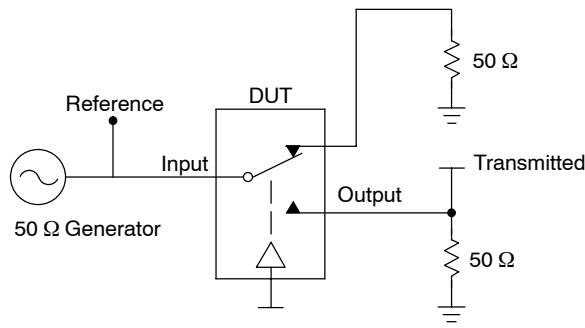 50 Ω
DUT
Reference
Input
Transmitted
Output
50 Ω Generator
50 Ω